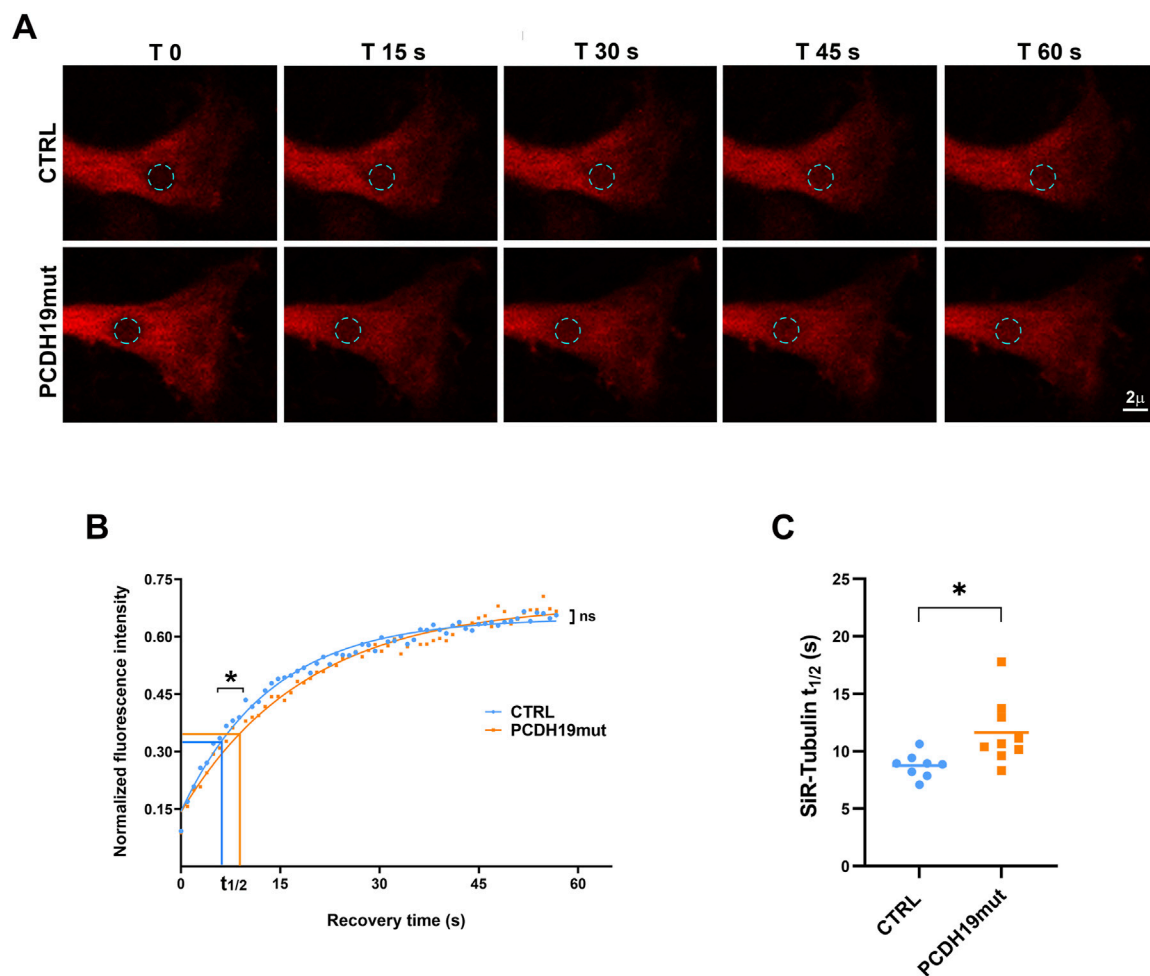 A
T 0 T 15 s T 30 s T 45 s T 60 s
CTRL
PCDH19mut
2μ
B
Normalized fluorescence intensity
0.75
0.60
0.45
0.30
0.15
*
ns
CTRL
PCDH19mut
0 15 30 45 60
t1/2
Recovery time (s)
C
SiR-Tubulin t1/2 (s)
25
20
15
10
5
0
*
CTRL
PCDH19mut